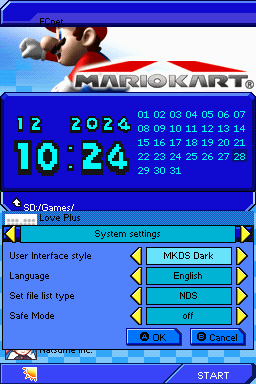 FCnet
MARIOKART®
12 2024
10:24
01 02 03 04 05 06 07
08 09 10 11 12 13 14
15 16 17 18 19 20 21
22 23 24 25 26 27 28
29 30 31
SD:/Games/
Love Plus
System settings
User Interface style MKDS Dark
Language English
Set file list type NDS
Safe Mode off
A OK B Cancel
Natsume Inc.
START